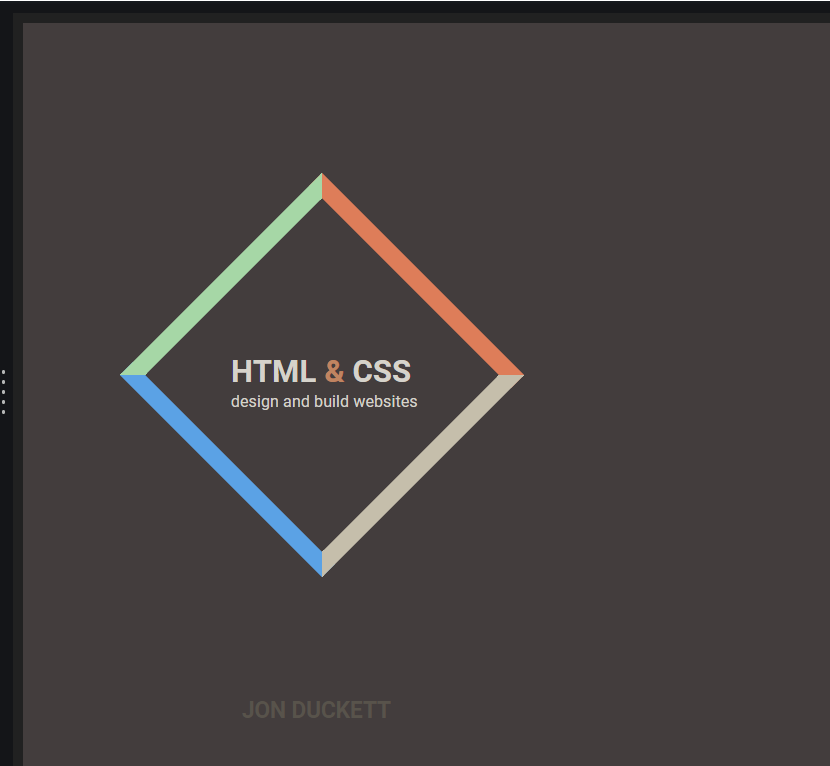 HTML & CSS
design and build websites
JON DUCKETT